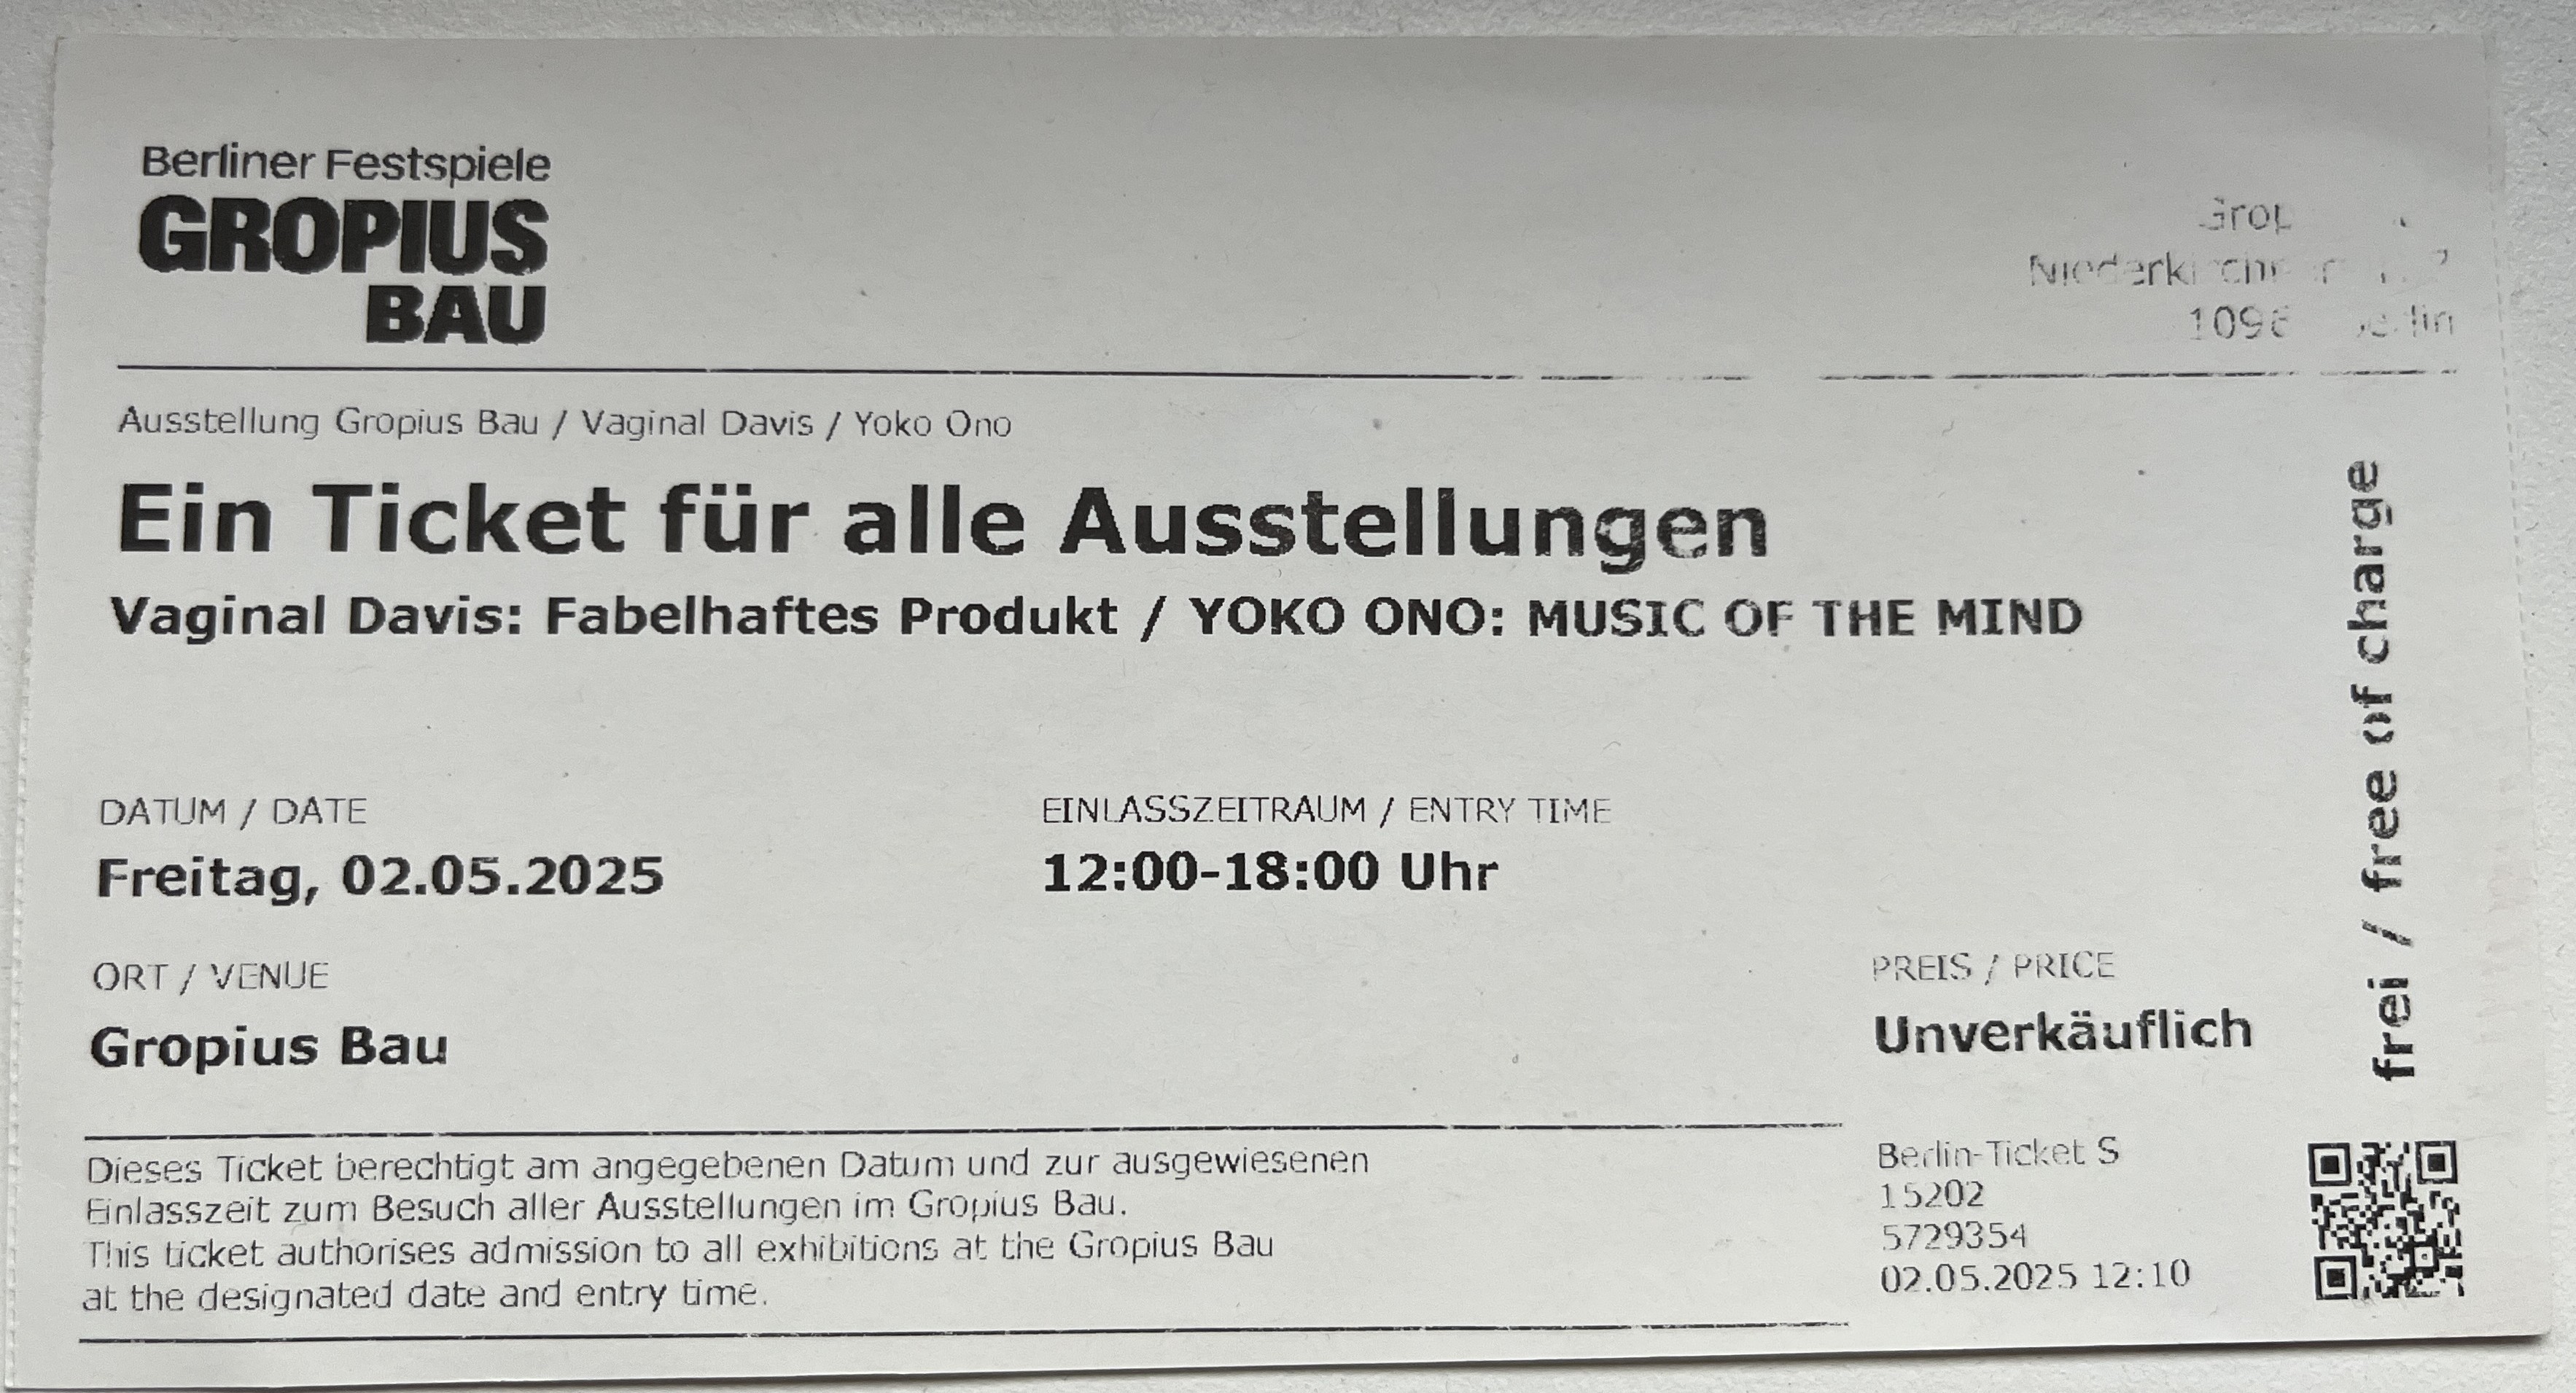 Berliner Festspiele
GROPIUS
BAU
Ausstellung Gropius Bau / Vaginal Davis / Yoko Ono
Ein Ticket für alle Ausstellungen
Vaginal Davis: Fabelhaftes Produkt / YOKO ONO: MUSIC OF THE MIND
DATUM / DATE
Freitag, 02.05.2025
EINLASSZEITRAUM / ENTRY TIME
12:00-18:00 Uhr
ORT / VENUE
Gropius Bau
PREIS / PRICE
Unverkäuflich
frei / free of charge
Dieses Ticket berechtigt am angegebenen Datum und zur ausgewiesenen
Einlasszeit zum Besuch aller Ausstellungen im Gropius Bau.
This ticket authorises admission to all exhibitions at the Gropius Bau
at the designated date and entry time.
Berlin-Ticket S
15202
5729354
02.05.2025 12:10